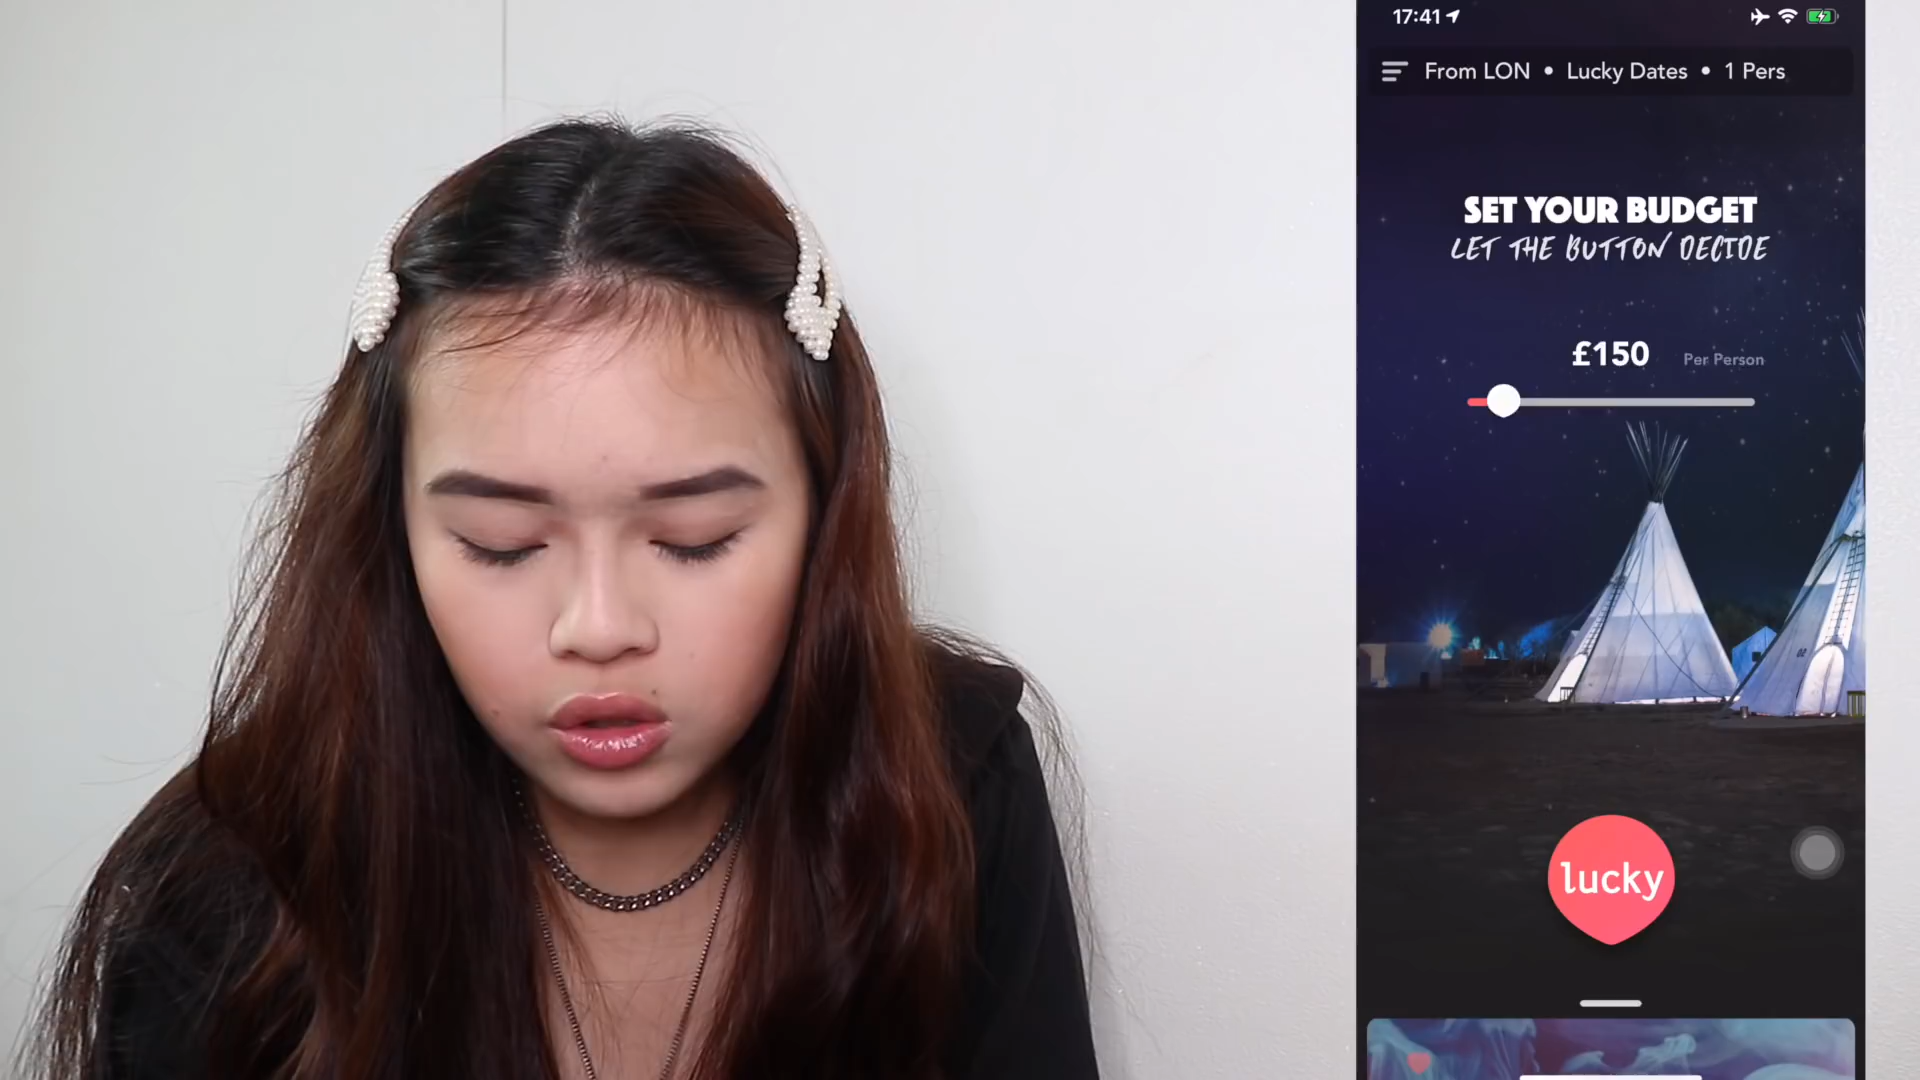 17:41
From LON • Lucky Dates • 1 Pers
SET YOUR BUDGET
LET THE BUTTON DECIDE
£150 Per Person
lucky